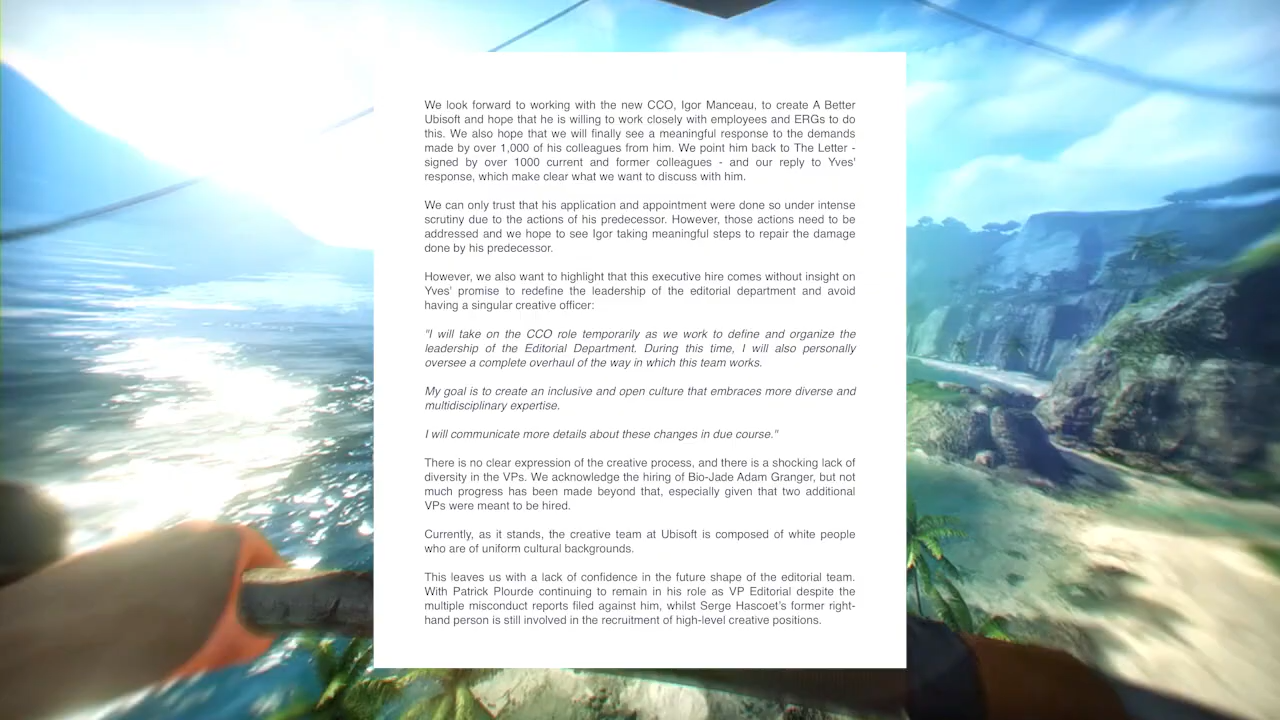 We look forward to working with the new CCO, Igor Manceau, to create A Better
Ubisoft and hope that he is willing to work closely with employees and ERGs to do
this. We also hope that we will finally see a meaningful response to the demands
made by over 1,000 of his colleagues from him. We point him back to The Letter -
signed by over 1000 current and former colleagues - and our reply to Yves'
response, which make clear what we want to discuss with him.
We can only trust that his application and appointment were done so under intense
scrutiny due to the actions of his predecessor. However, those actions need to be
addressed and we hope to see Igor taking meaningful steps to repair the damage
done by his predecessor.
However, we also want to highlight that this executive hire comes without insight on
Yves' promise to redefine the leadership of the editorial department and avoid
having a singular creative officer:
"I will take on the CCO role temporarily as we work to define and organize the
leadership of the Editorial Department. During this time, I will also personally
oversee a complete overhaul of the way in which this team works.
My goal is to create an inclusive and open culture that embraces more diverse and
multidisciplinary expertise.
I will communicate more details about these changes in due course."
There is no clear expression of the creative process, and there is a shocking lack of
diversity in the VPs. We acknowledge the hiring of Bio-Jade Adam Granger, but not
much progress has been made beyond that, especially given that two additional
VPs were meant to be hired.
Currently, as it stands, the creative team at Ubisoft is composed of white people
who are of uniform cultural backgrounds.
This leaves us with a lack of confidence in the future shape of the editorial team.
With Patrick Plourde continuing to remain in his role as VP Editorial despite the
multiple misconduct reports filed against him, whilst Serge Hascoet's former right-
hand person is still involved in the recruitment of high-level creative positions.